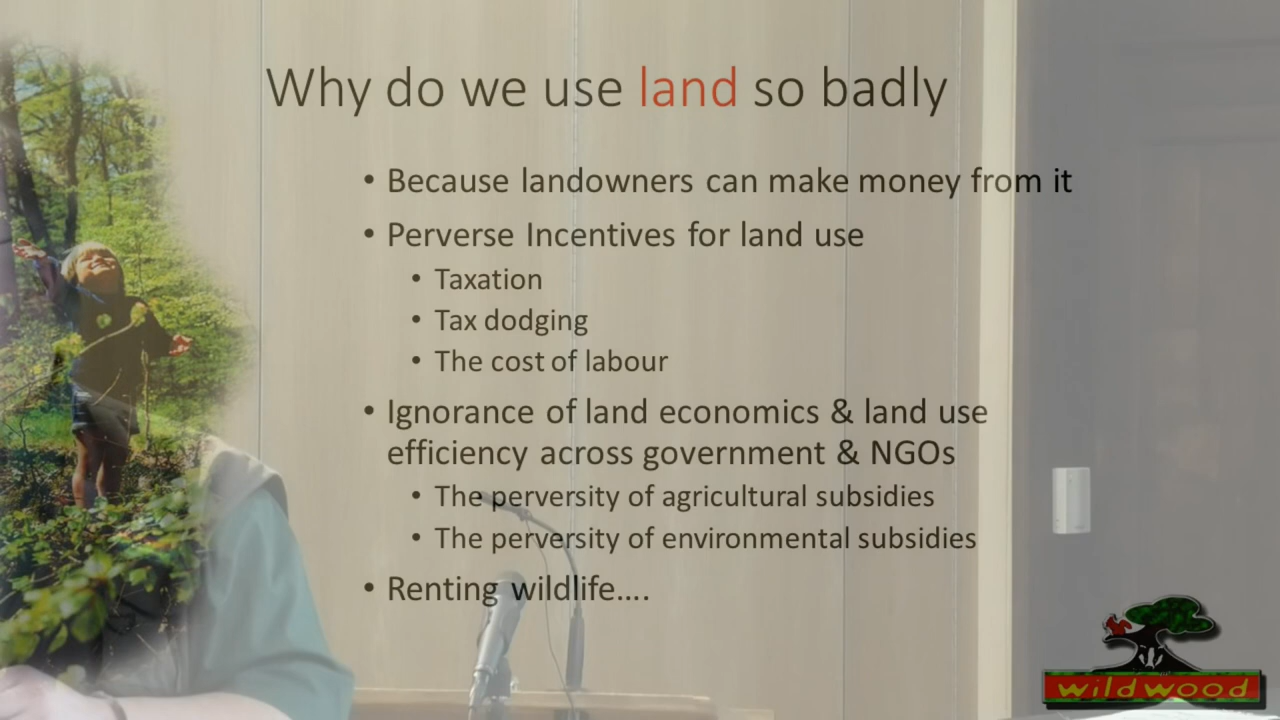 Why do we use land so badly
• Because landowners can make money from it
• Perverse Incentives for land use
• Taxation
• Tax dodging
• The cost of labour
• Ignorance of land economics & land use
efficiency across government & NGOs
• The perversity of agricultural subsidies
• The perversity of environmental subsidies
• Renting wildlife....
wildwood